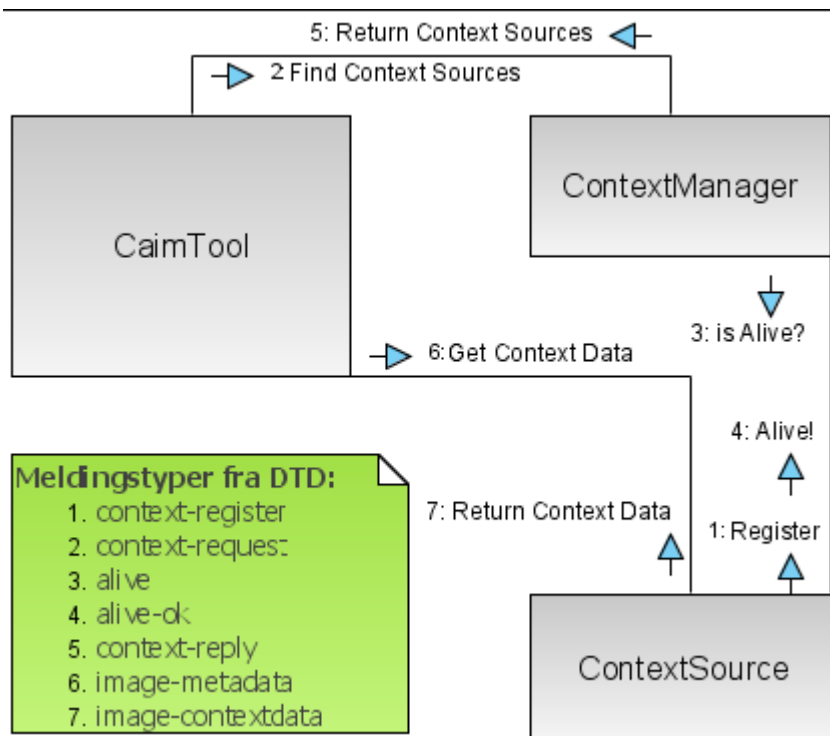 5: Return Context Sources
2 Find Context Sources
CaimTool
ContextManager
3: is Alive?
6: Get Context Data
4: Alive!
7: Return Context Data
1: Register
ContextSource
Meldingstyper fra DTD:
1. context-register
2. context-request
3. alive
4. alive-ok
5. context-reply
6. image-metadata
7. image-contextdata